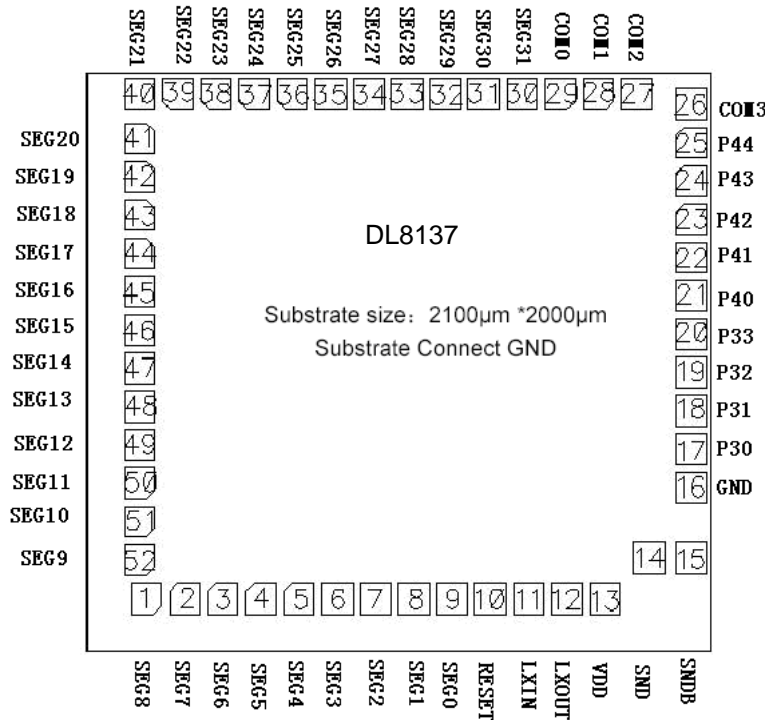 SEG21 SEG22 SEG23 SEG24 SEG25 SEG26 SEG27 SEG28 SEG29 SEG30 SEG31 COM0 COM1 COM2
40 39 38 37 36 35 34 33 32 31 30 29 28 27
26 COM3
SEG20 41 25 P44
SEG19 42 24 P43
SEG18 43 23 P42
DL8137
SEG17 44 22 P41
SEG16 45 21 P40
Substrate size: 2100μm *2000μm
SEG15 46 20 P33
Substrate Connect GND
SEG14 47 19 P32
SEG13 48 18 P31
SEG12 49 17 P30
SEG11 50 16 GND
SEG10 51
SEG9 52 14 15
1 2 3 4 5 6 7 8 9 10 11 12 13
SEG8 SEG7 SEG6 SEG5 SEG4 SEG3 SEG2 SEG1 SEG0 RESET LXIN LXOUT VDD SND SNDB